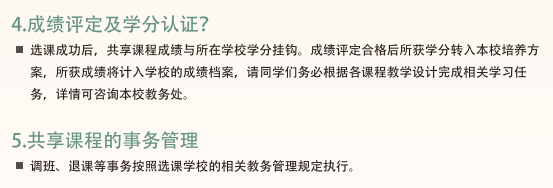 4.成绩评定及学分认证？
■ 选课成功后，共享课程成绩与所在学校学分挂钩。成绩评定合格后所获学分转入本校培养方
案，所获成绩将计入学校的成绩档案，请同学们务必根据各课程教学设计完成相关学习任
务，详情可咨询本校教务处。
5.共享课程的事务管理
■ 调班、退课等事务按照选课学校的相关教务管理规定执行。